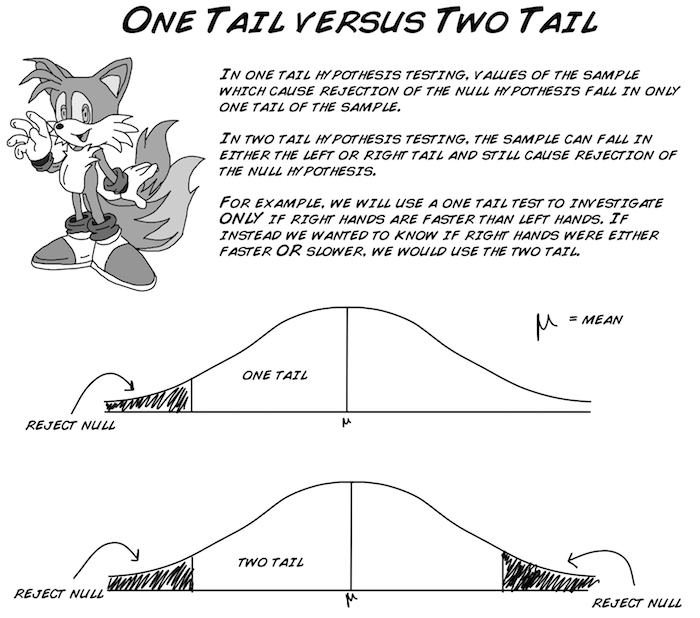 ONE TAIL VERSUS TWO TAIL
IN ONE TAIL HYPOTHESIS TESTING, VALUES OF THE SAMPLE
WHICH CAUSE REJECTION OF THE NULL HYPOTHESIS FALL IN ONLY
ONE TAIL OF THE SAMPLE.
IN TWO TAIL HYPOTHESIS TESTING, THE SAMPLE CAN FALL IN
EITHER THE LEFT OR RIGHT TAIL AND STILL CAUSE REJECTION OF
THE NULL HYPOTHESIS.
FOR EXAMPLE, WE WILL USE A ONE TAIL TEST TO INVESTIGATE
ONLY IF RIGHT HANDS ARE FASTER THAN LEFT HANDS. IF
INSTEAD WE WANTED TO KNOW IF RIGHT HANDS WERE EITHER
FASTER OR SLOWER, WE WOULD USE THE TWO TAIL.
μ = MEAN
ONE TAIL
REJECT NULL
μ
TWO TAIL
REJECT NULL
μ
REJECT NULL